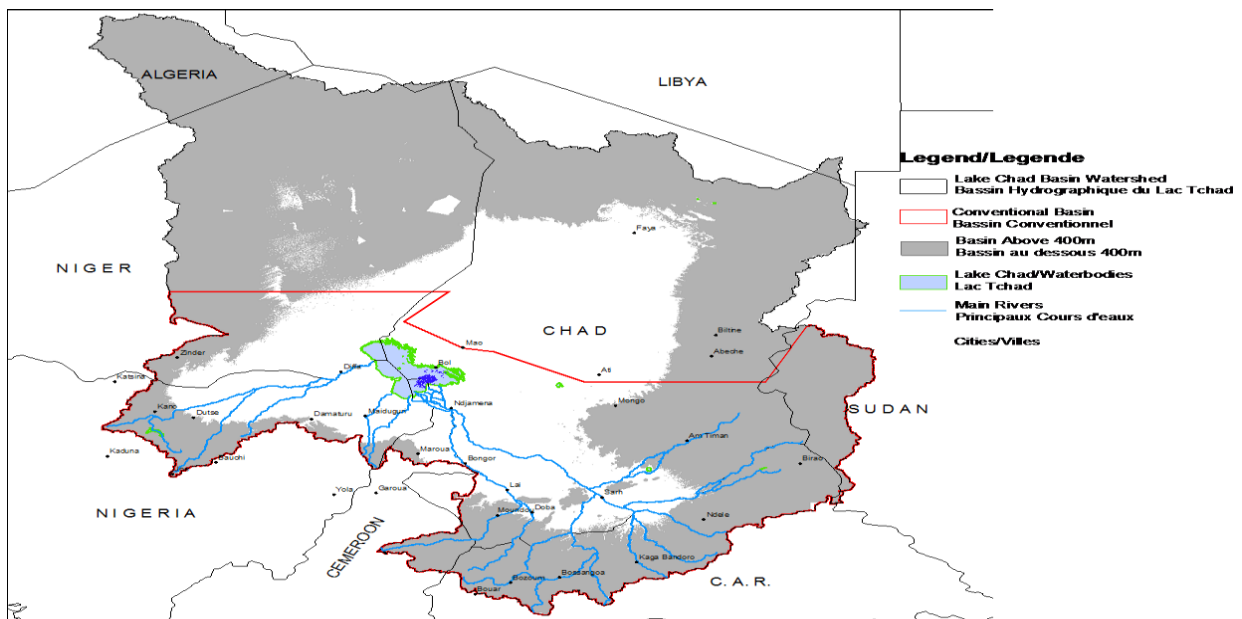 ALGERIA
LIBYA
Legend/Legende
Lake Chad Basin Watershed
Bassin Hydrographique du Lac Tchad
Conventional Basin
Bassin Conventionnel
Basin Above 400m
Bassin au dessous 400m
Lake Chad/Waterbodies
Lac Tchad
Main Rivers
Principaux Cours d'eaux
Cities/Villes
Faya
NIGER
CHAD
Biltine
Mao
Zinder
Abeche
Bol
Diffa
Ati
Katsina
Mongo
Kano
Dutse
Damaturu
Maiduguri
Ndjamena
SUDAN
Am Timan
Kaduna
Bauchi
Maroua
Bongor
Birao
Yola
Garoua
Lai
Sarh
NIGERIA
Moundou
Doba
Ndele
CEMEROON
Kaga Bandoro
Bozoum
Bossangoa
Bouar
C.A.R.